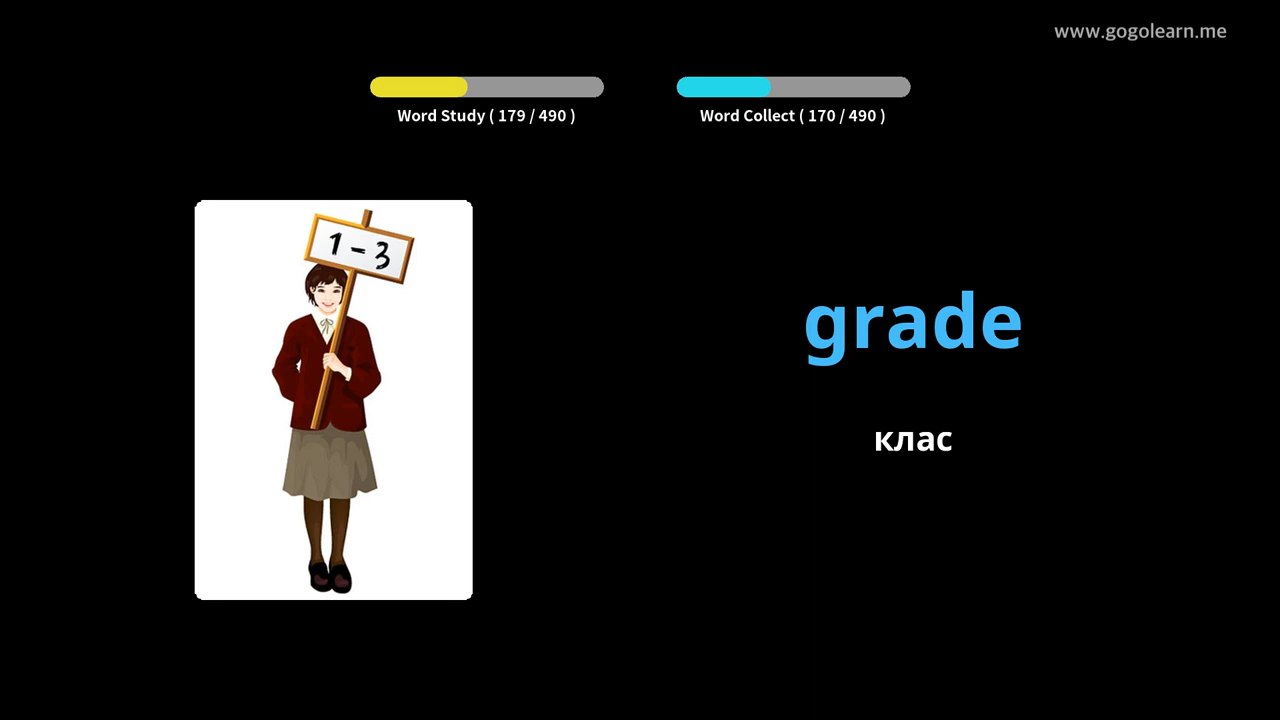 www.gogolearn.me
Word Study ( 179 / 490 )
Word Collect ( 170 / 490 )
1 - 3
grade
клас